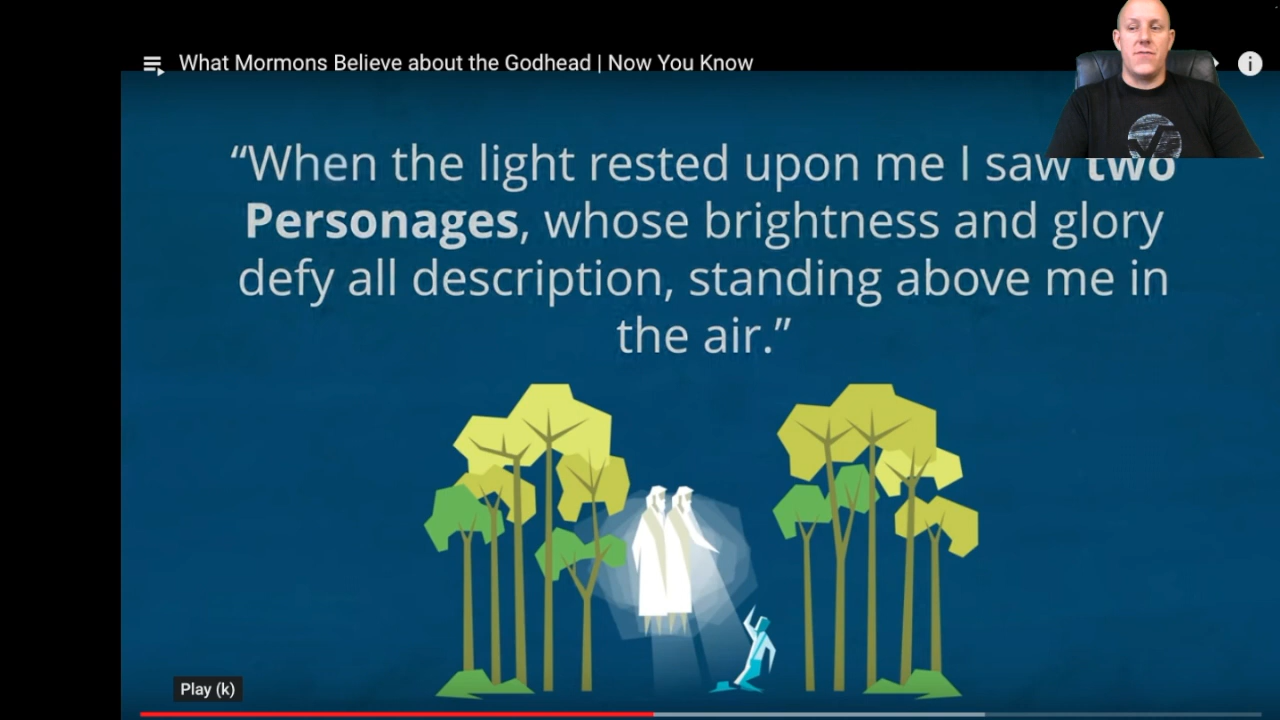 What Mormons Believe about the Godhead | Now You Know
“When the light rested upon me I saw two
Personages, whose brightness and glory
defy all description, standing above me in
the air.”
Play (k)